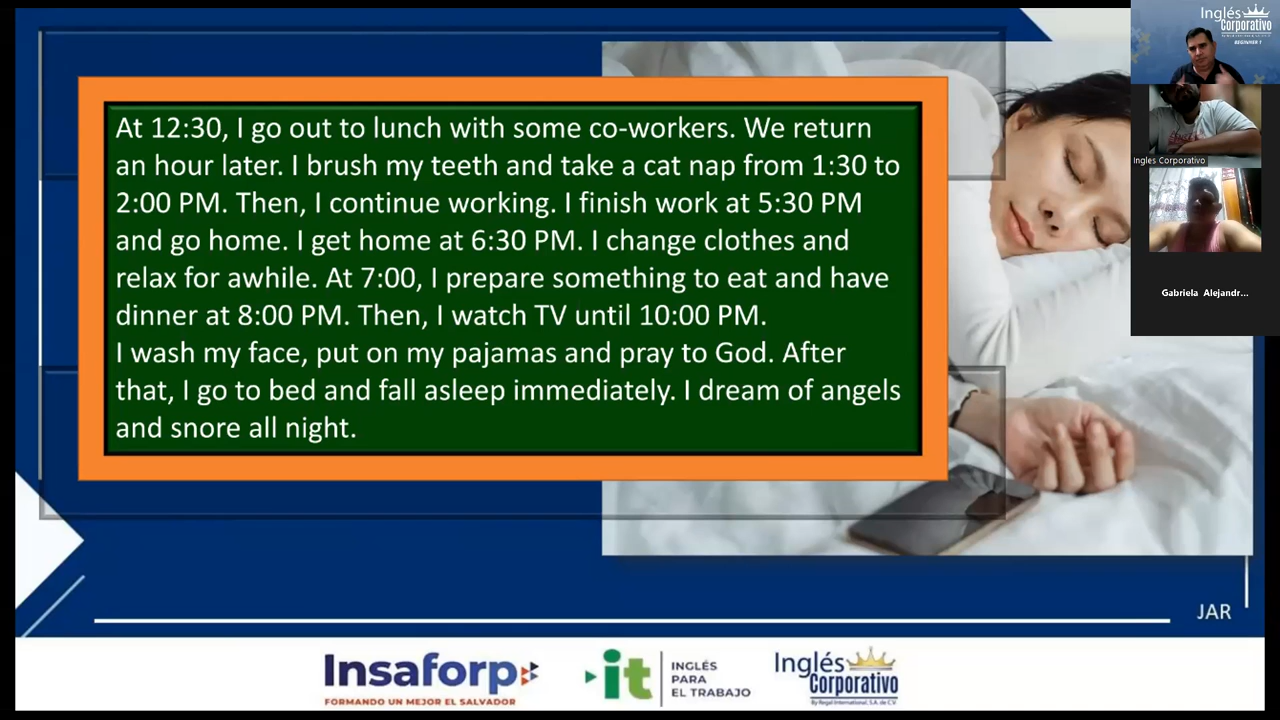 At 12:30, I go out to lunch with some co-workers. We return
an hour later. I brush my teeth and take a cat nap from 1:30 to
2:00 PM. Then, I continue working. I finish work at 5:30 PM
and go home. I get home at 6:30 PM. I change clothes and
relax for awhile. At 7:00, I prepare something to eat and have
dinner at 8:00 PM. Then, I watch TV until 10:00 PM.
I wash my face, put on my pajamas and pray to God. After
that, I go to bed and fall asleep immediately. I dream of angels
and snore all night.
Inglés
Corporativo
BEGINNER 1
Ingles Corporativo
Gabriela Alejandr...
JAR
Insaforp
FORMANDO UN MEJOR EL SALVADOR
it
INGLÉS
PARA
EL TRABAJO
Inglés
Corporativo
By Regal International, S.A. de C.V.